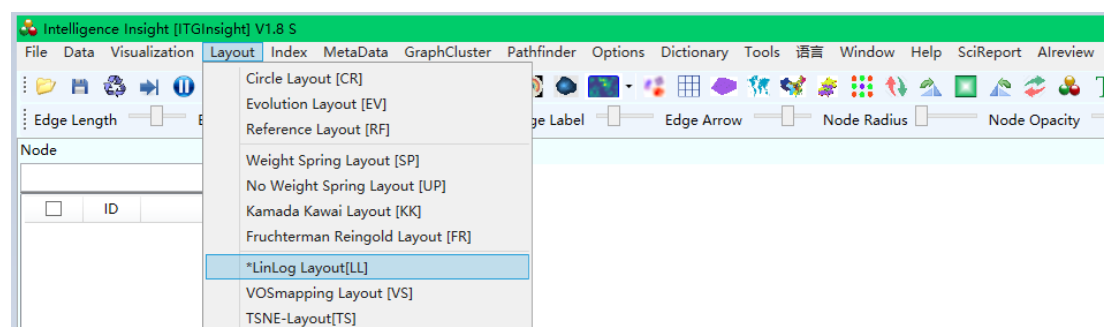 Intelligence Insight [ITGInsight] V1.8 S
File Data Visualization Layout Index MetaData GraphCluster Pathfinder Options Dictionary Tools 语言 Window Help SciReport AIreview
Circle Layout [CR]
Evolution Layout [EV]
Reference Layout [RF]
Weight Spring Layout [SP]
No Weight Spring Layout [UP]
Kamada Kawai Layout [KK]
Fruchterman Reingold Layout [FR]
*LinLog Layout[LL]
VOSmapping Layout [VS]
TSNE-Layout[TS]
Edge Length Label Edge Arrow Node Radius Node Opacity
Node
ID